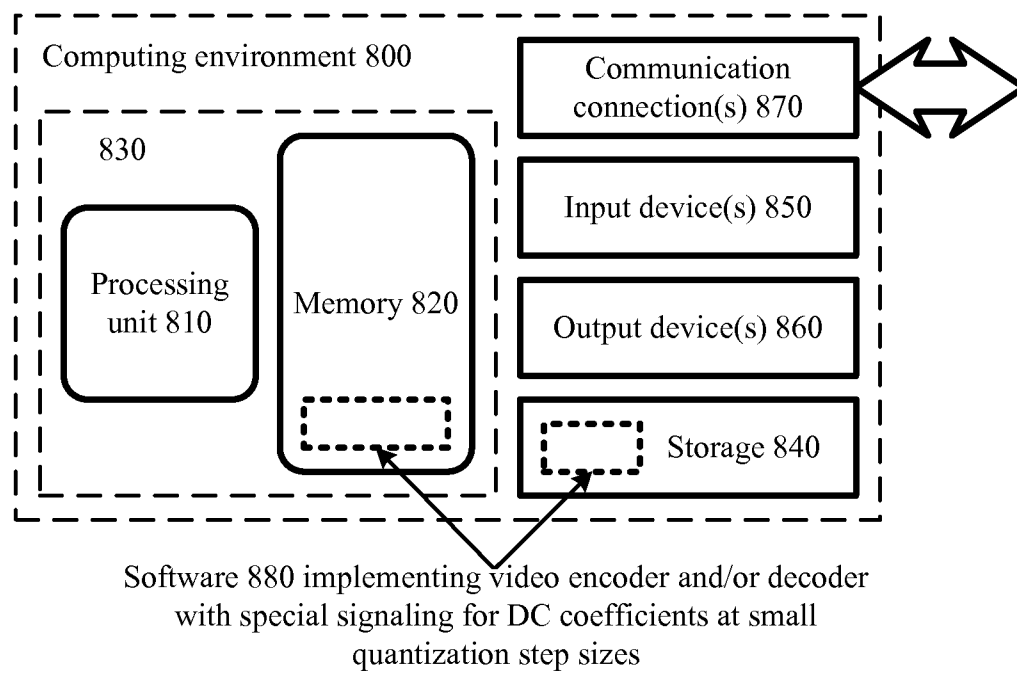 Computing environment 800
830
Processing
unit 810
Memory 820
Communication
connection(s) 870
Input device(s) 850
Output device(s) 860
Storage 840
Software 880 implementing video encoder and/or decoder
with special signaling for DC coefficients at small
quantization step sizes